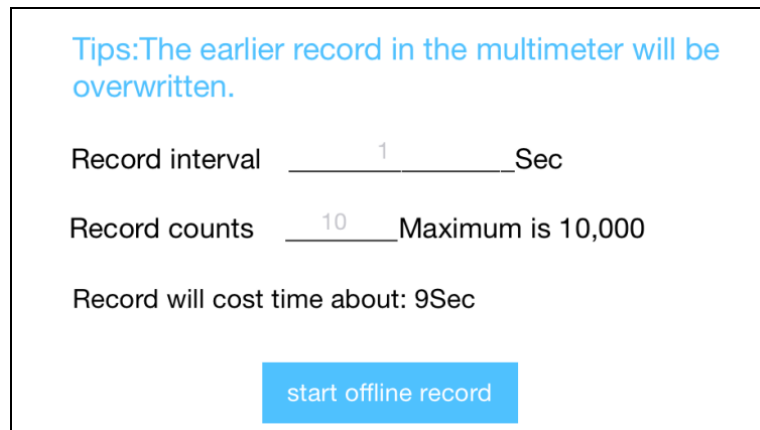 Tips:The earlier record in the multimeter will be
overwritten.
Record interval 1 Sec
Record counts 10 Maximum is 10,000
Record will cost time about: 9Sec
start offline record